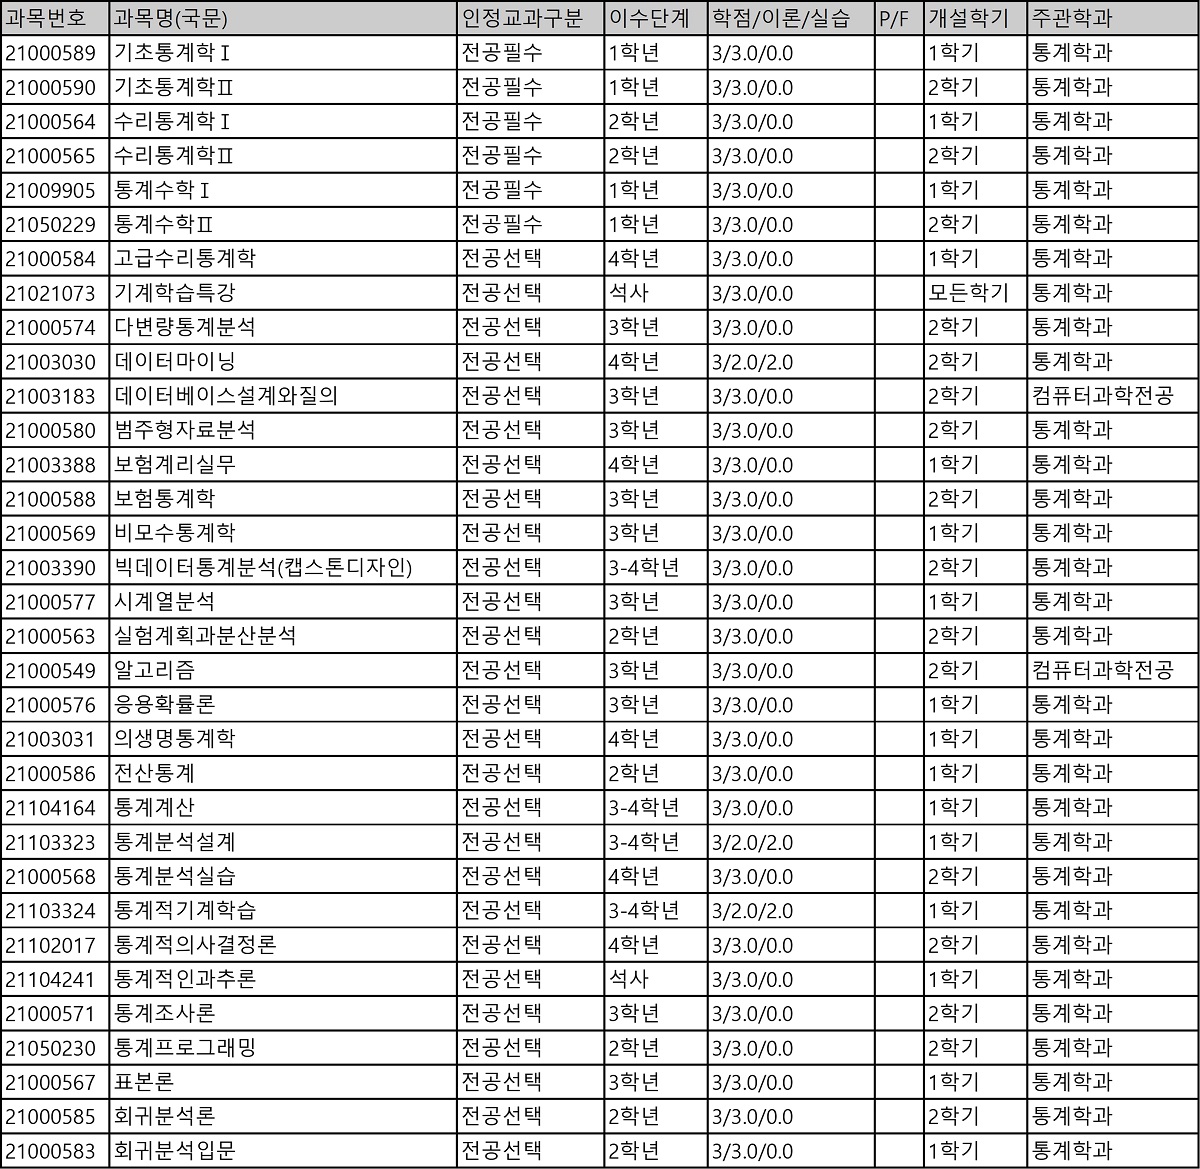 과목번호 과목명(국문) 인정교과구분 이수단계 학점/이론/실습 P/F 개설학기 주관학과
21000589 기초통계학Ⅰ 전공필수 1학년 3/3.0/0.0 1학기 통계학과
21000590 기초통계학Ⅱ 전공필수 1학년 3/3.0/0.0 2학기 통계학과
21000564 수리통계학Ⅰ 전공필수 2학년 3/3.0/0.0 1학기 통계학과
21000565 수리통계학Ⅱ 전공필수 2학년 3/3.0/0.0 2학기 통계학과
21009905 통계수학Ⅰ 전공필수 1학년 3/3.0/0.0 1학기 통계학과
21050229 통계수학Ⅱ 전공필수 1학년 3/3.0/0.0 2학기 통계학과
21000584 고급수리통계학 전공선택 4학년 3/3.0/0.0 1학기 통계학과
21021073 기계학습특강 전공선택 석사 3/3.0/0.0 모든학기 통계학과
21000574 다변량통계분석 전공선택 3학년 3/3.0/0.0 2학기 통계학과
21003030 데이터마이닝 전공선택 4학년 3/2.0/2.0 2학기 통계학과
21003183 데이터베이스설계와질의 전공선택 3학년 3/3.0/0.0 2학기 컴퓨터과학전공
21000580 범주형자료분석 전공선택 3학년 3/3.0/0.0 2학기 통계학과
21003388 보험계리실무 전공선택 4학년 3/3.0/0.0 1학기 통계학과
21000588 보험통계학 전공선택 3학년 3/3.0/0.0 2학기 통계학과
21000569 비모수통계학 전공선택 3학년 3/3.0/0.0 1학기 통계학과
21003390 빅데이터통계분석(캡스톤디자인) 전공선택 3-4학년 3/3.0/0.0 2학기 통계학과
21000577 시계열분석 전공선택 3학년 3/3.0/0.0 1학기 통계학과
21000563 실험계획과분산분석 전공선택 2학년 3/3.0/0.0 2학기 통계학과
21000549 알고리즘 전공선택 3학년 3/3.0/0.0 2학기 컴퓨터과학전공
21000576 응용확률론 전공선택 3학년 3/3.0/0.0 1학기 통계학과
21003031 의생명통계학 전공선택 4학년 3/3.0/0.0 1학기 통계학과
21000586 전산통계 전공선택 2학년 3/3.0/0.0 1학기 통계학과
21104164 통계계산 전공선택 3-4학년 3/3.0/0.0 1학기 통계학과
21103323 통계분석설계 전공선택 3-4학년 3/2.0/2.0 1학기 통계학과
21000568 통계분석실습 전공선택 4학년 3/3.0/0.0 2학기 통계학과
21103324 통계적기계학습 전공선택 3-4학년 3/2.0/2.0 1학기 통계학과
21102017 통계적의사결정론 전공선택 4학년 3/3.0/0.0 2학기 통계학과
21104241 통계적인과추론 전공선택 석사 3/3.0/0.0 1학기 통계학과
21000571 통계조사론 전공선택 3학년 3/3.0/0.0 2학기 통계학과
21050230 통계프로그래밍 전공선택 2학년 3/3.0/0.0 2학기 통계학과
21000567 표본론 전공선택 3학년 3/3.0/0.0 1학기 통계학과
21000585 회귀분석론 전공선택 2학년 3/3.0/0.0 2학기 통계학과
21000583 회귀분석입문 전공선택 2학년 3/3.0/0.0 1학기 통계학과